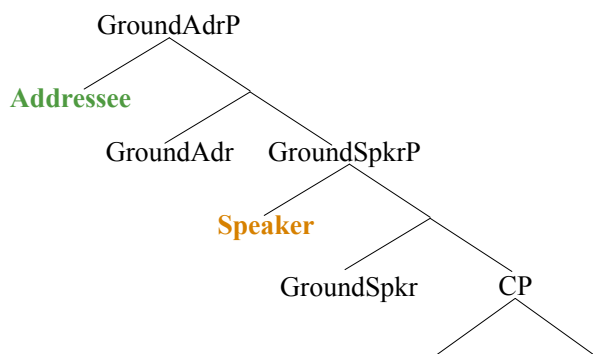 GroundAdrP
Addressee
GroundAdr GroundSpkrP
Speaker
GroundSpkr CP